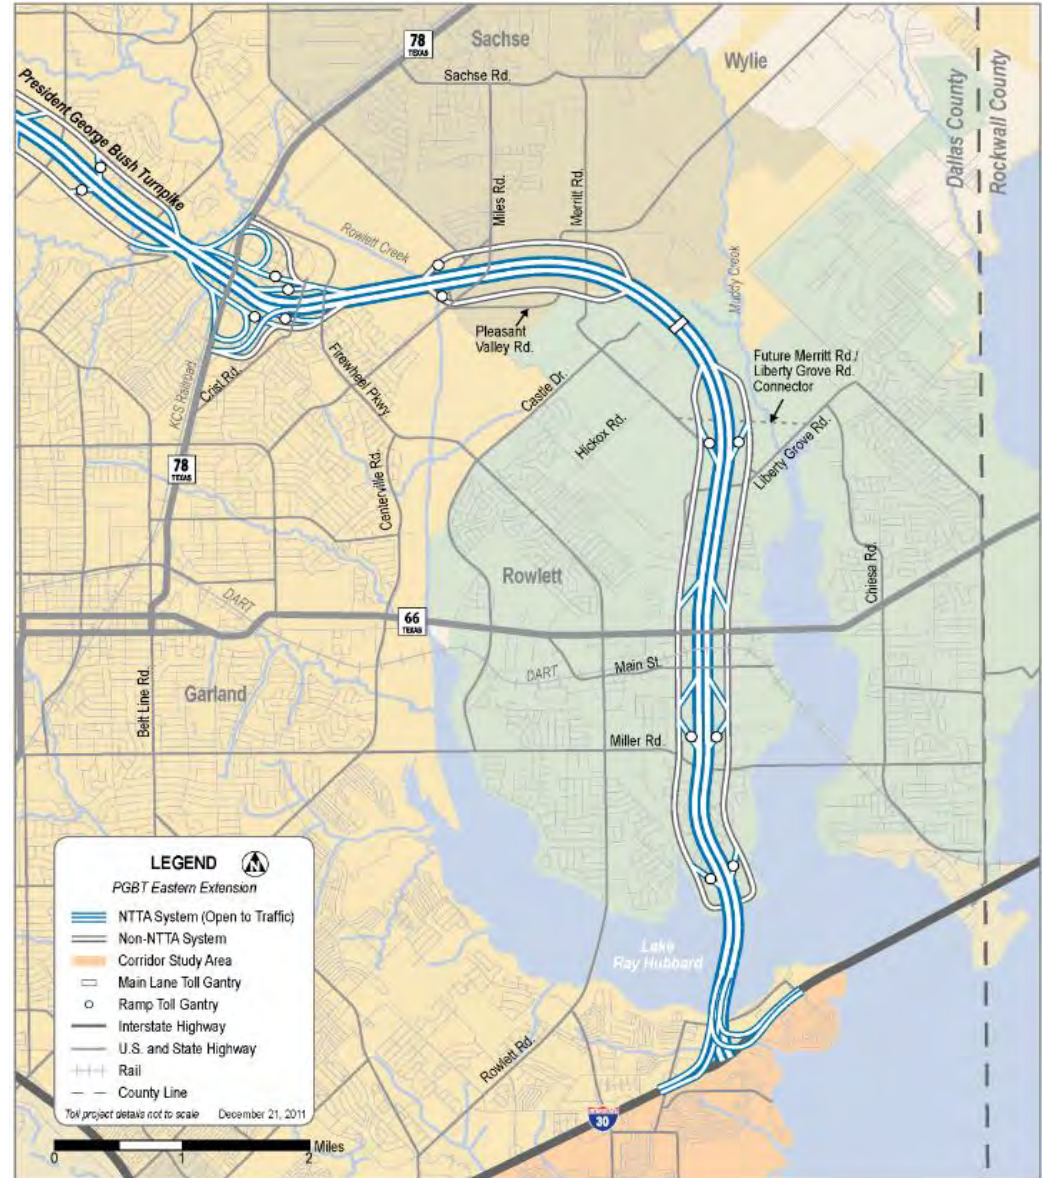 78
TEXAS
Sachse
Sachse Rd.
Wylie
Dallas County
Rockwall County
President George Bush Turnpike
Miles Rd.
Merritt Rd.
Rowlett Creek
Muddy Creek
Pleasant
Valley Rd.
Future Merritt Rd./
Liberty Grove Rd.
Connector
KCS Railroad
Crist Rd.
Firewheel Pkwy
Castle Dr.
Hickox Rd.
Liberty Grove Rd.
78
TEXAS
Centerville Rd.
Rowlett
Chiesa Rd.
DART
66
TEXAS
Main St.
DART
Garland
Belt Line Rd.
Miller Rd.
Lake
Ray Hubbard
Rowlett Rd.
30
LEGEND
N
PGBT Eastern Extension
NTTA System (Open to Traffic)
Non-NTTA System
Corridor Study Area
Main Lane Toll Gantry
Ramp Toll Gantry
Interstate Highway
U.S. and State Highway
Rail
County Line
Toll project details not to scale December 21, 2011
Miles
0 1 2